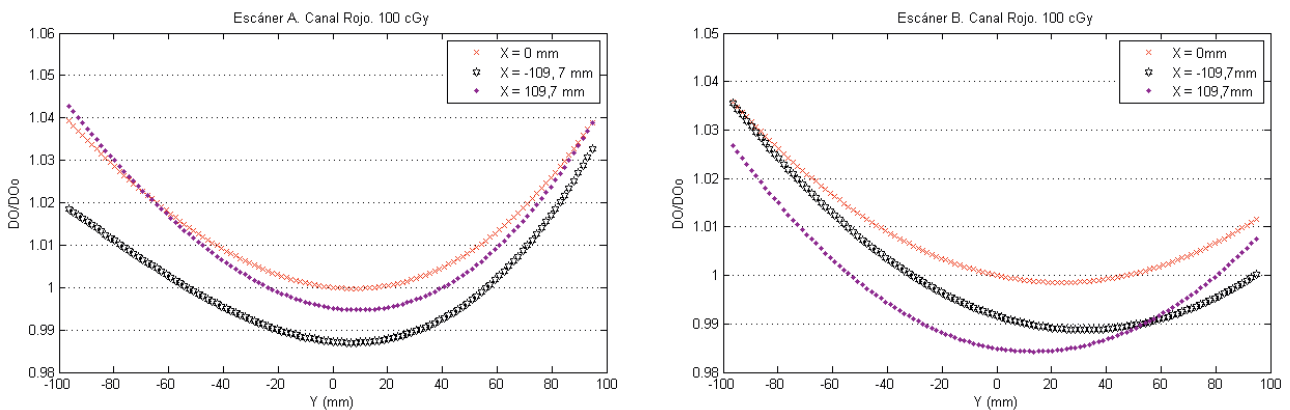 Escáner A. Canal Rojo. 100 cGy
1.06
1.05
1.04
1.03
1.02
1.01
1
0.99
0.98
DO/DOo
X = 0 mm
X = -109, 7 mm
X = 109,7 mm
-100 -80 -60 -40 -20 0 20 40 60 80 100
Y (mm)
Escáner B. Canal Rojo. 100 cGy
1.05
1.04
1.03
1.02
1.01
1
0.99
0.98
DO/DOo
X = 0mm
X = -109,7mm
X = 109,7mm
-100 -80 -60 -40 -20 0 20 40 60 80 100
Y (mm)